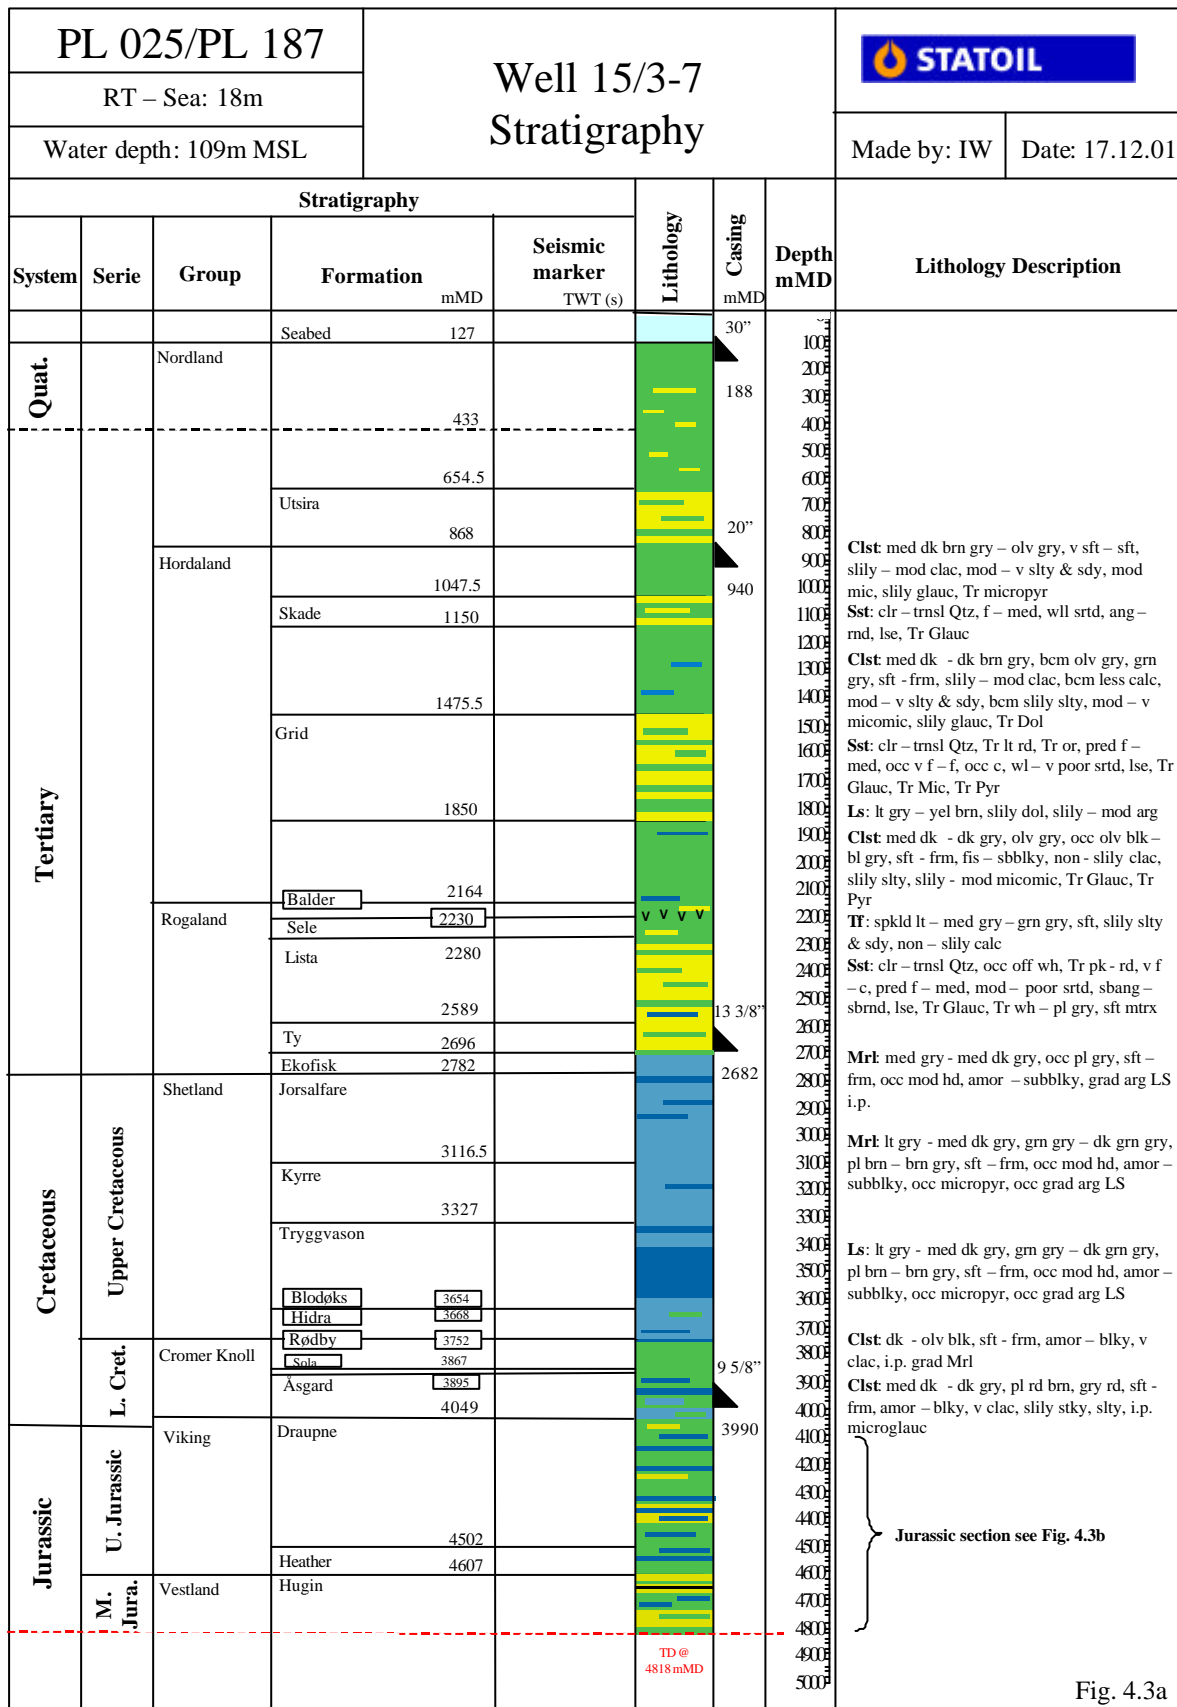 PL 025/PL 187
RT – Sea: 18m
Water depth: 109m MSL
Well 15/3-7
Stratigraphy
STATOIL
Made by: IW
Date: 17.12.01
Stratigraphy
System
Serie
Group
Formation
mMD
Seismic
marker
TWT (s)
Lithology
Casing
mMD
Depth
mMD
Lithology Description
Seabed 127
Quat.
Nordland
433
654.5
Utsira
868
Tertiary
Hordaland
1047.5
Skade 1150
1475.5
Grid
1850
2164
Balder
Rogaland
2230
Sele
Lista 2280
2589
Ty 2696
Ekofisk 2782
Cretaceous
Upper Cretaceous
Shetland
Jorsalfare
3116.5
Kyrre
3327
Tryggvason
Blodøks 3654
Hidra 3668
Rødby 3752
L. Cret.
Cromer Knoll
Sola 3867
Åsgard 3895
4049
Jurassic
U. Jurassic
Viking
Draupne
4502
Heather 4607
M.
Jura.
Vestland
Hugin
v v v v
TD @
4818 mMD
30”
188
20”
940
13 3/8”
2682
9 5/8”
3990
100
200
300
400
500
600
700
800
900
1000
1100
1200
1300
1400
1500
1600
1700
1800
1900
2000
2100
2200
2300
2400
2500
2600
2700
2800
2900
3000
3100
3200
3300
3400
3500
3600
3700
3800
3900
4000
4100
4200
4300
4400
4500
4600
4700
4800
4900
5000
Clst: med dk brn gry – olv gry, v sft – sft,
slily – mod clac, mod – v slty & sdy, mod
mic, slily glauc, Tr micropyr
Sst: clr – trnsl Qtz, f – med, wll srtd, ang –
rnd, lse, Tr Glauc
Clst: med dk - dk brn gry, bcm olv gry, grn
gry, sft - frm, slily – mod clac, bcm less calc,
mod – v slty & sdy, bcm slily slty, mod – v
micomic, slily glauc, Tr Dol
Sst: clr – trnsl Qtz, Tr lt rd, Tr or, pred f –
med, occ v f – f, occ c, wl – v poor srtd, lse, Tr
Glauc, Tr Mic, Tr Pyr
Ls: lt gry – yel brn, slily dol, slily – mod arg
Clst: med dk - dk gry, olv gry, occ olv blk –
bl gry, sft - frm, fis – sbblky, non - slily clac,
slily slty, slily - mod micomic, Tr Glauc, Tr
Pyr
Tf: spkld lt – med gry – grn gry, sft, slily slty
& sdy, non – slily calc
Sst: clr – trnsl Qtz, occ off wh, Tr pk - rd, v f
– c, pred f – med, mod – poor srtd, sbang –
sbrnd, lse, Tr Glauc, Tr wh – pl gry, sft mtrx
Mrl: med gry - med dk gry, occ pl gry, sft –
frm, occ mod hd, amor – subblky, grad arg LS
i.p.
Mrl: lt gry - med dk gry, grn gry – dk grn gry,
pl brn – brn gry, sft – frm, occ mod hd, amor –
subblky, occ micropyr, occ grad arg LS
Ls: lt gry - med dk gry, grn gry – dk grn gry,
pl brn – brn gry, sft – frm, occ mod hd, amor –
subblky, occ micropyr, occ grad arg LS
Clst: dk - olv blk, sft - frm, amor – blky, v
clac, i.p. grad Mrl
Clst: med dk - dk gry, pl rd brn, gry rd, sft -
frm, amor – blky, v clac, slily stky, slty, i.p.
microglauc
Jurassic section see Fig. 4.3b
Fig. 4.3a